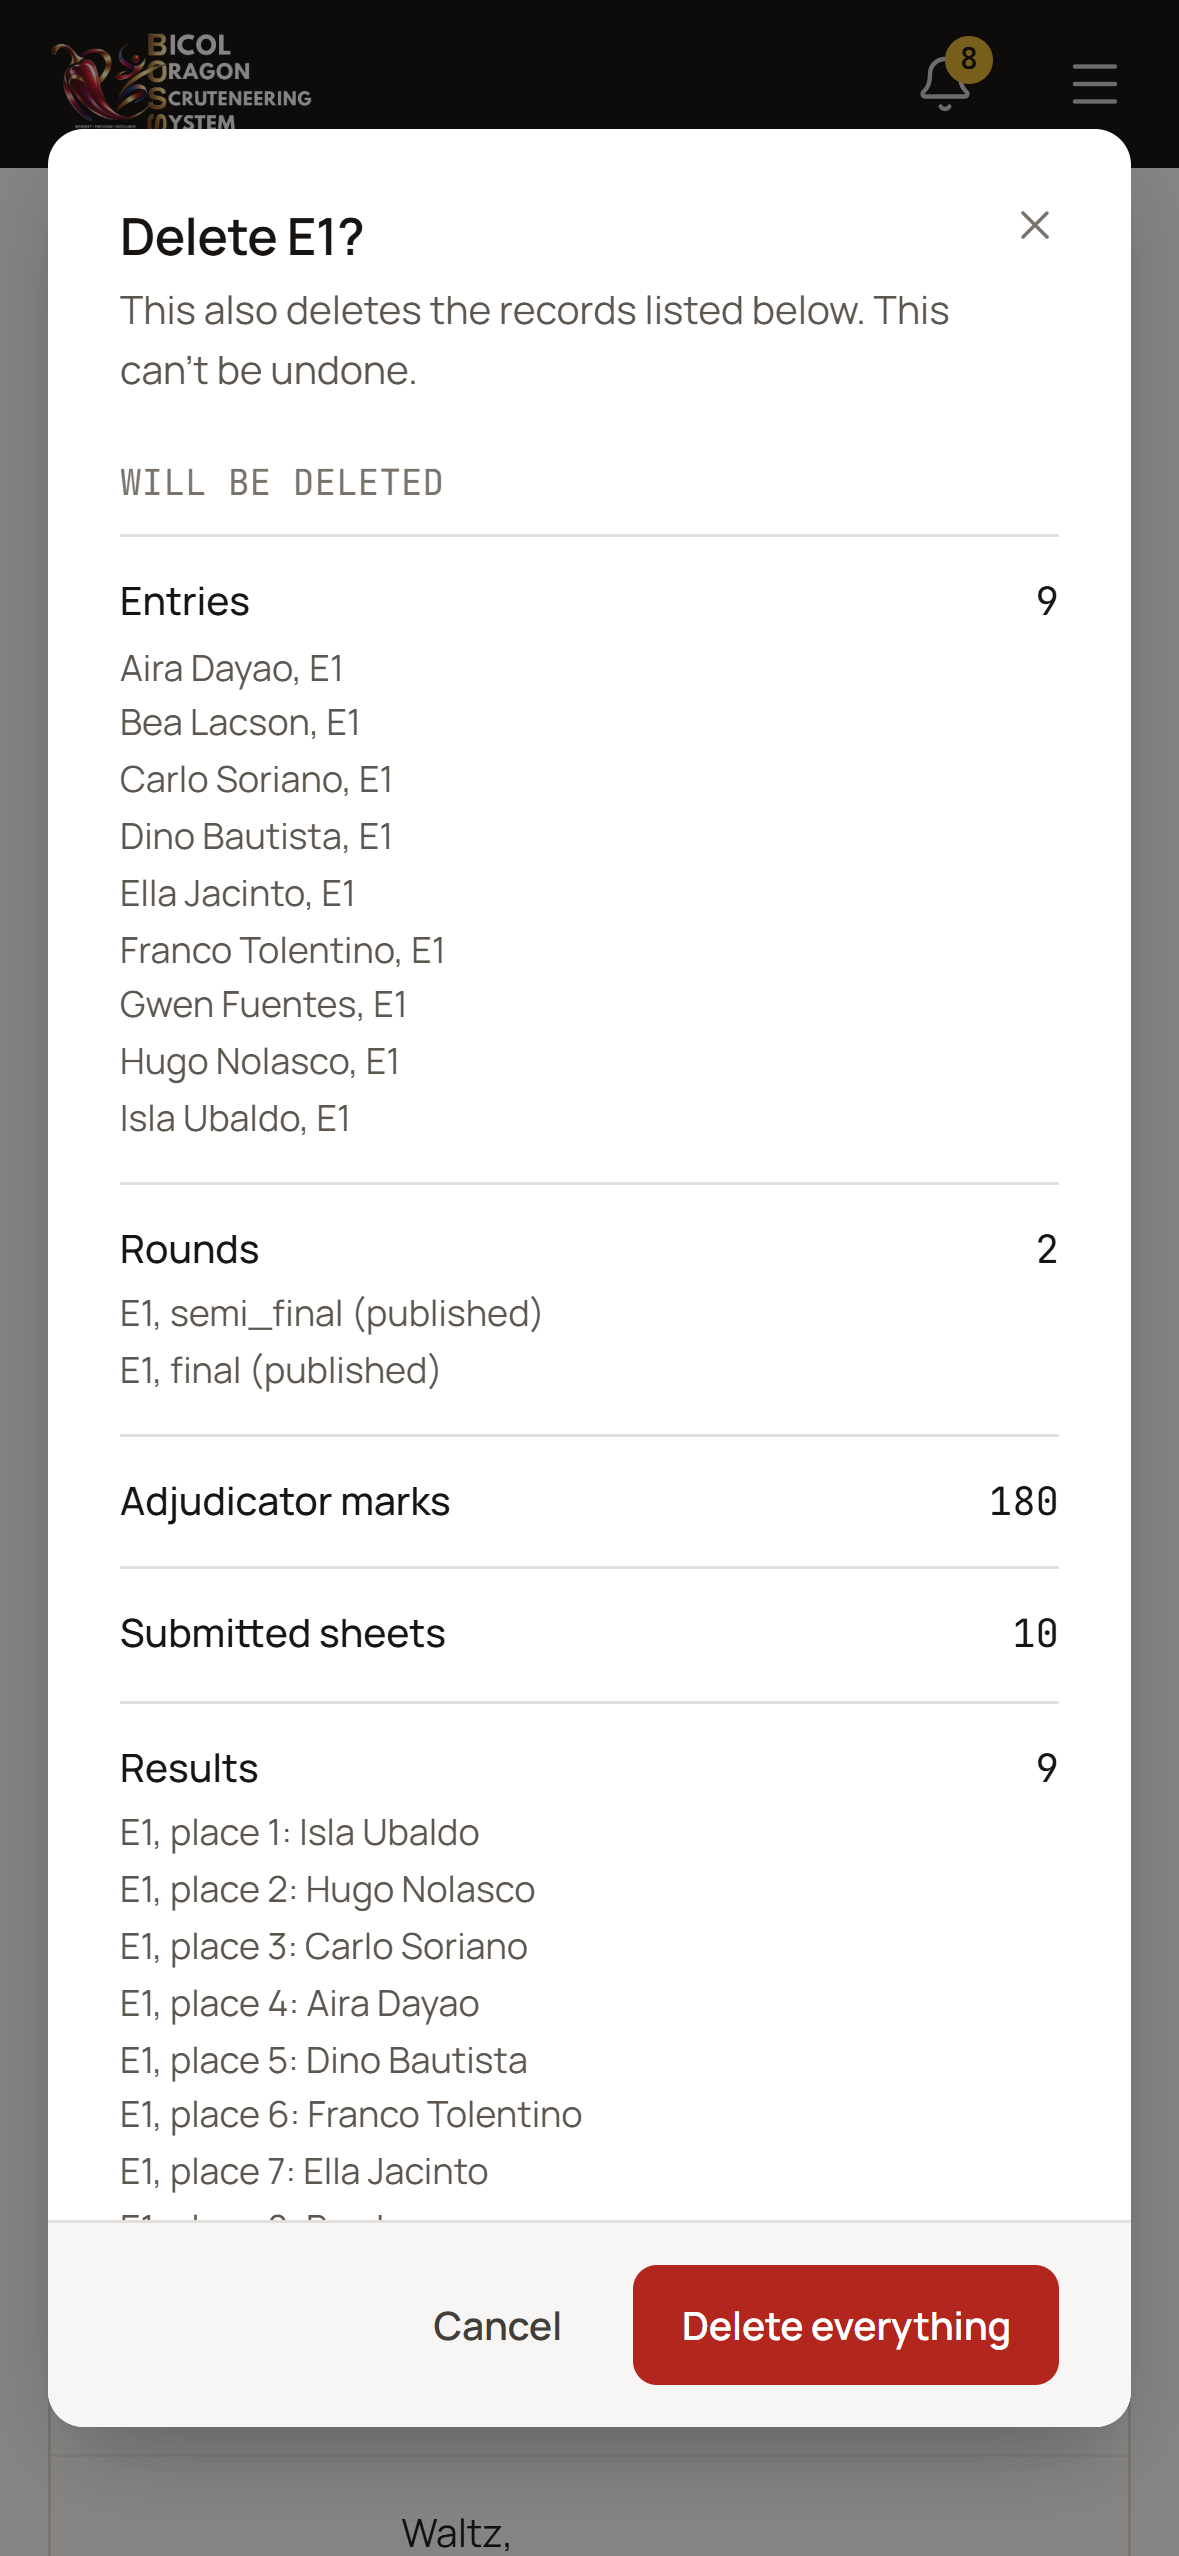 BICOL
DRAGON
SCRUTENEERING
SYSTEM
8
Delete E1?
This also deletes the records listed below. This
can’t be undone.
WILL BE DELETED
Entries 9
Aira Dayao, E1
Bea Lacson, E1
Carlo Soriano, E1
Dino Bautista, E1
Ella Jacinto, E1
Franco Tolentino, E1
Gwen Fuentes, E1
Hugo Nolasco, E1
Isla Ubaldo, E1
Rounds 2
E1, semi_final (published)
E1, final (published)
Adjudicator marks 180
Submitted sheets 10
Results 9
E1, place 1: Isla Ubaldo
E1, place 2: Hugo Nolasco
E1, place 3: Carlo Soriano
E1, place 4: Aira Dayao
E1, place 5: Dino Bautista
E1, place 6: Franco Tolentino
E1, place 7: Ella Jacinto
Cancel
Delete everything
Waltz,